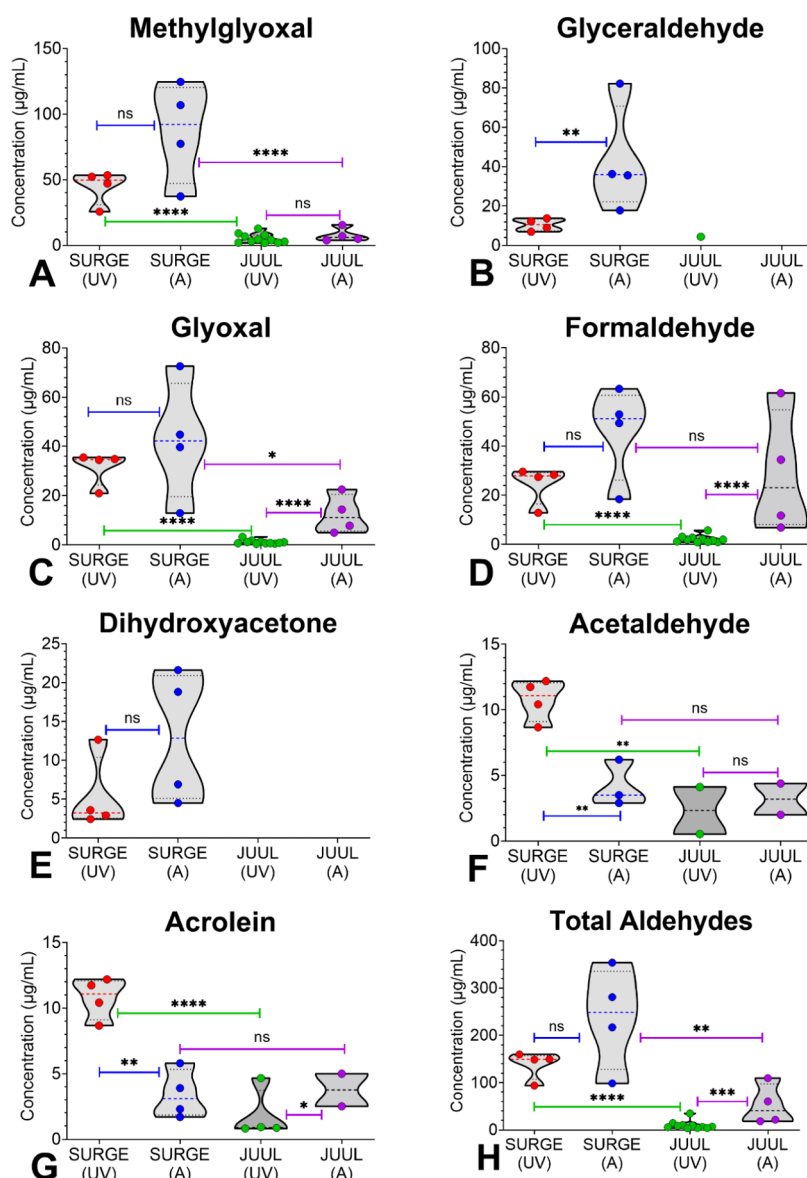 Methylglyoxal
Concentration (µg/mL)
150
100
50
0
ns
****
****
ns
SURGE (UV)
SURGE (A)
JUUL (UV)
JUUL (A)
A
Glyceraldehyde
Concentration (µg/mL)
100
80
60
40
20
0
**
SURGE (UV)
SURGE (A)
JUUL (UV)
JUUL (A)
B
Glyoxal
Concentration (µg/mL)
80
60
40
20
0
ns
*
****
****
SURGE (UV)
SURGE (A)
JUUL (UV)
JUUL (A)
C
Formaldehyde
Concentration (µg/mL)
80
60
40
20
0
ns
ns
****
****
SURGE (UV)
SURGE (A)
JUUL (UV)
JUUL (A)
D
Dihydroxyacetone
Concentration (µg/mL)
25
20
15
10
5
0
ns
SURGE (UV)
SURGE (A)
JUUL (UV)
JUUL (A)
E
Acetaldehyde
Concentration (µg/mL)
15
10
5
0
ns
**
ns
**
SURGE (UV)
SURGE (A)
JUUL (UV)
JUUL (A)
F
Acrolein
Concentration (µg/mL)
15
10
5
0
****
ns
**
*
SURGE (UV)
SURGE (A)
JUUL (UV)
JUUL (A)
G
Total Aldehydes
Concentration (µg/mL)
400
300
200
100
0
ns
**
****
***
SURGE (UV)
SURGE (A)
JUUL (UV)
JUUL (A)
H